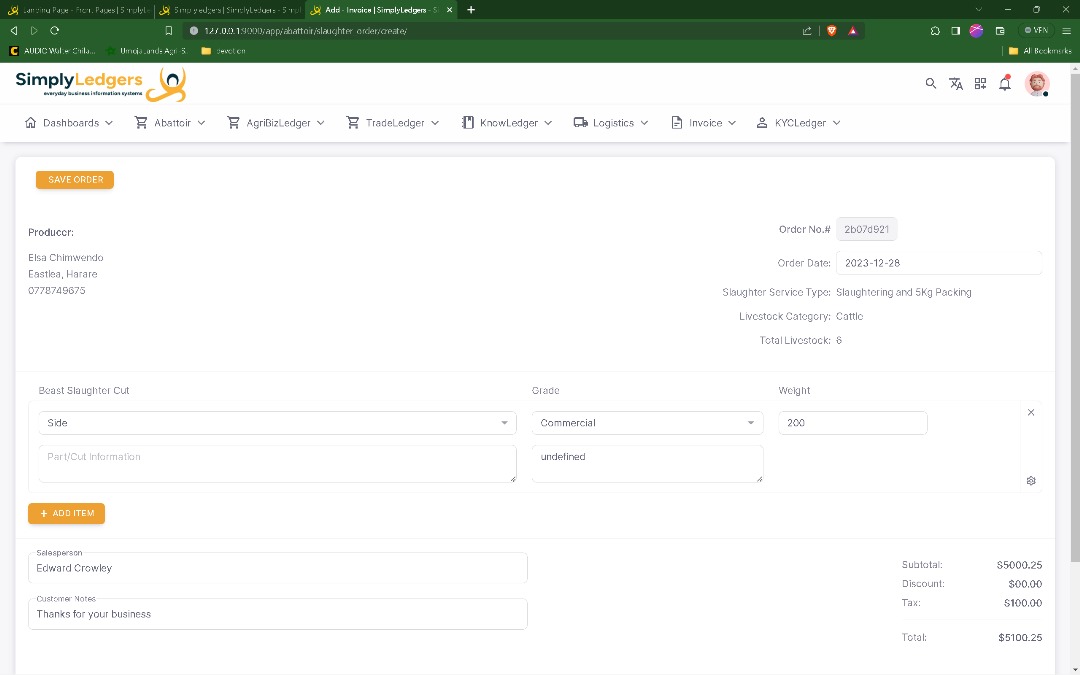 Landing Page - Front Pages | SimplyL
Simplyledgers | SimplyLedgers - Simpl
Add - Invoice | SimplyLedgers - S
127.0.0.1:9000/app/abattoir/slaughter_order/create/
VPN
AUDIO Walter Chila...
UmojaLands Agri-S...
devotion
All Bookmarks
SimplyLedgers
everyday business information systems
Dashboards
Abattoir
AgriBizLedger
TradeLedger
KnowLedger
Logistics
Invoice
KYCLedger
SAVE ORDER
Producer:
Elsa Chimwendo
Eastlea, Harare
0778749675
Order No.# 2b07d921
Order Date: 2023-12-28
Slaughter Service Type: Slaughtering and 5Kg Packing
Livestock Category: Cattle
Total Livestock: 6
Beast Slaughter Cut Grade Weight
Side Commercial 200
Part/Cut Information undefined
+ ADD ITEM
Salesperson
Edward Crowley
Customer Notes
Thanks for your business
Subtotal: $5000.25
Discount: $00.00
Tax: $100.00
Total: $5100.25